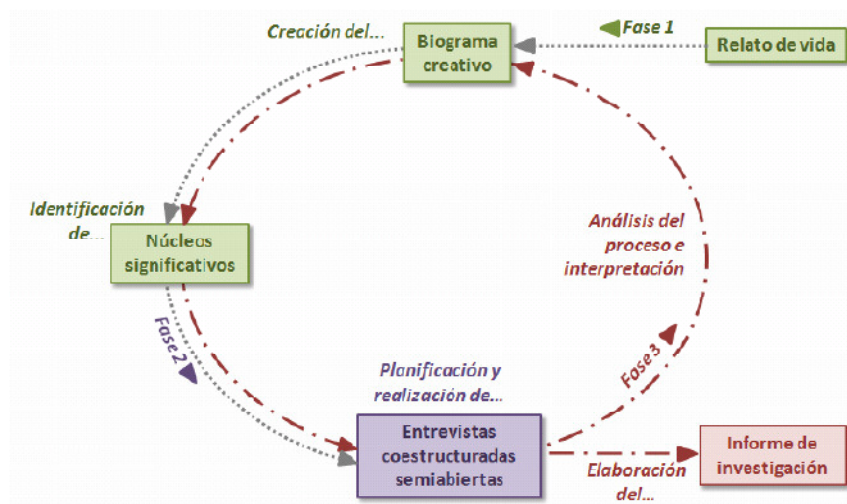 Creación del...
Biograma
creativo
Fase 1
Relato de vida
Identificación
de...
Núcleos
significativos
Análisis del
proceso e
interpretación
Fase 2
Planificación y
realización de...
Fase 3
Entrevistas
coestructuradas
semiabiertas
Elaboración
del...
Informe de
investigación